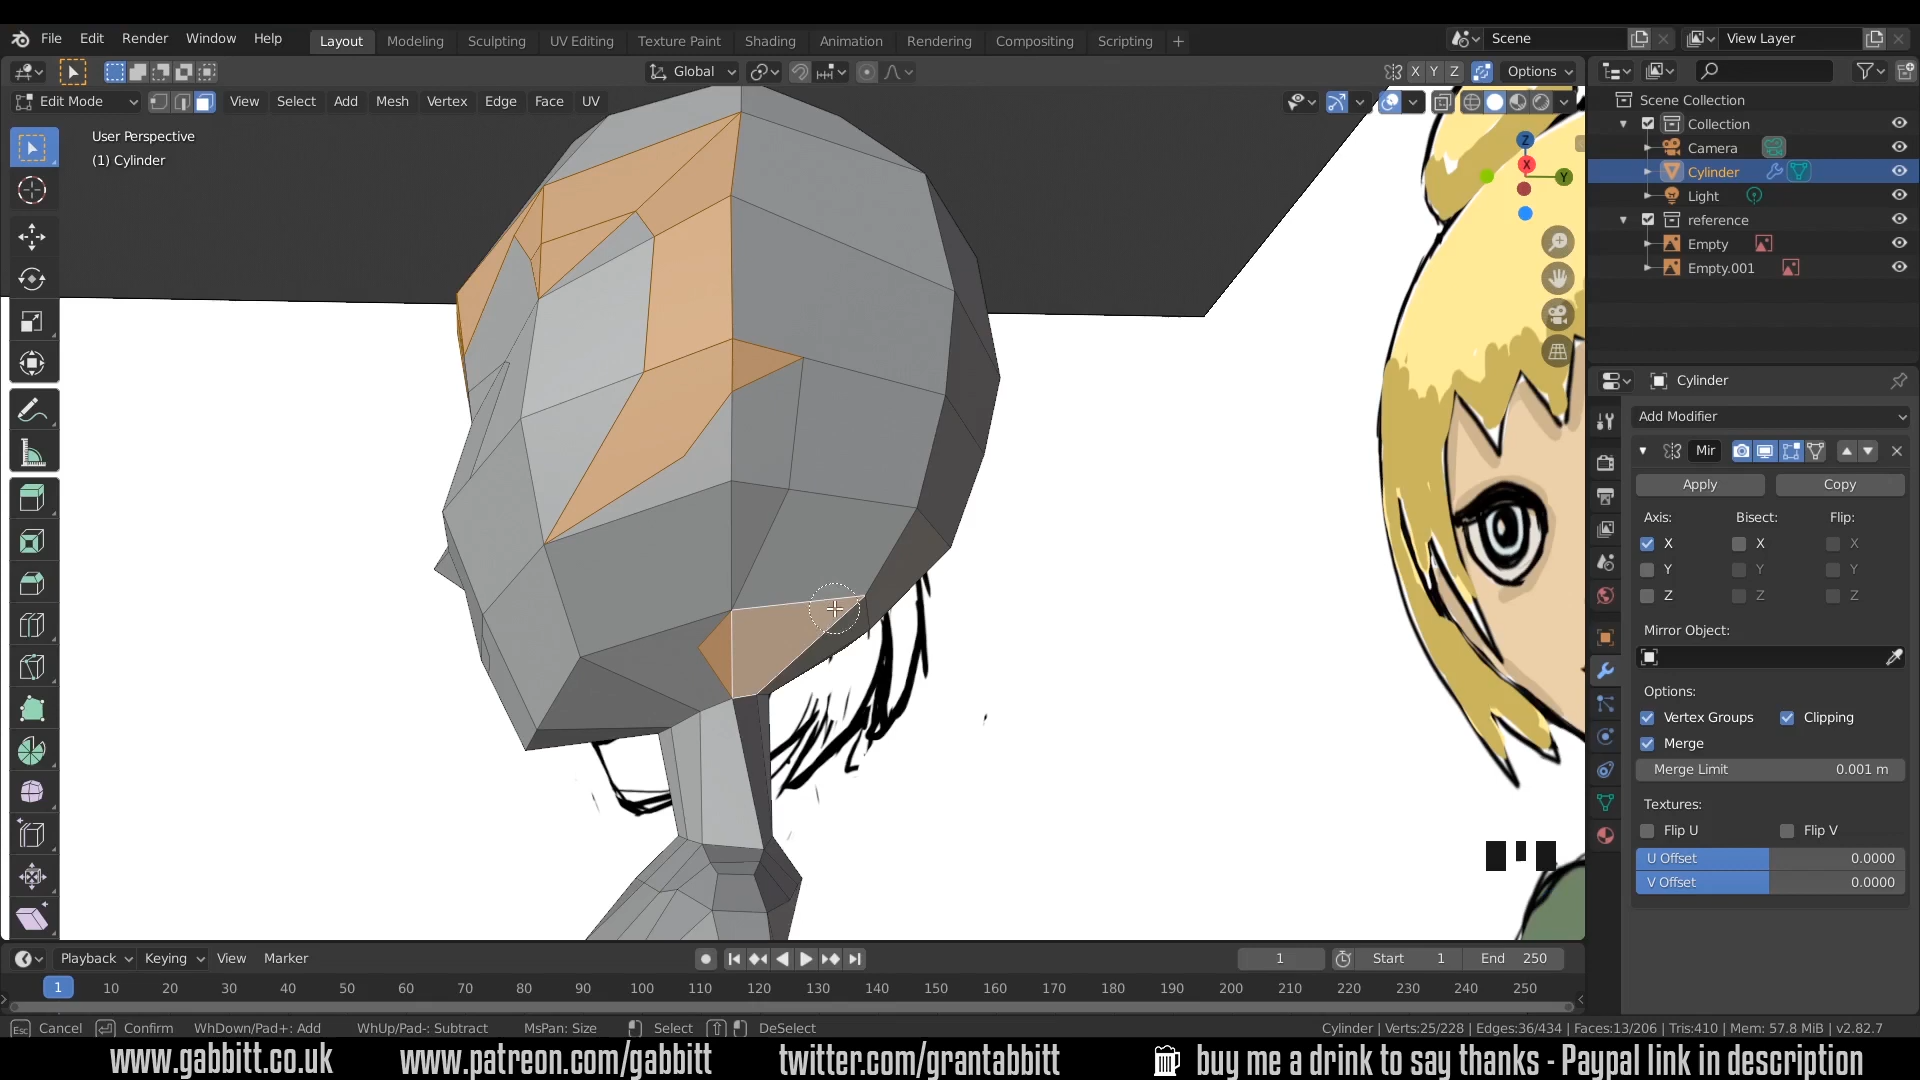 File Edit Render Window Help Layout Modeling Sculpting UV Editing Texture Paint Shading Animation Rendering Compositing Scripting + Scene View Layer
Global X Y Z Options
Edit Mode View Select Add Mesh Vertex Edge Face UV
User Perspective
(1) Cylinder
Z
X
Y
Scene Collection
Collection
Camera
Cylinder
Light
reference
Empty
Empty.001
Cylinder
Add Modifier
Mir
Apply Copy
Axis: Bisect: Flip:
X X X
Y Y Y
Z Z Z
Mirror Object:
Options:
Vertex Groups Clipping
Merge
Merge Limit 0.001 m
Textures:
Flip U Flip V
U Offset 0.0000
V Offset 0.0000
Playback Keying View Marker 1 Start 1 End 250
1 10 20 30 40 50 60 70 80 90 100 110 120 130 140 150 160 170 180 190 200 210 220 230 240 250
Esc Cancel Confirm WhDown/Pad+: Add WhUp/Pad-: Subtract MsPan: Size Select DeSelect Cylinder | Verts:25/228 | Edges:36/434 | Faces:13/206 | Tris:410 | Mem: 57.8 MiB | v2.82.7
www.gabbitt.co.uk www.patreon.com/gabbitt twitter.com/grantabbitt buy me a drink to say thanks - Paypal link in description